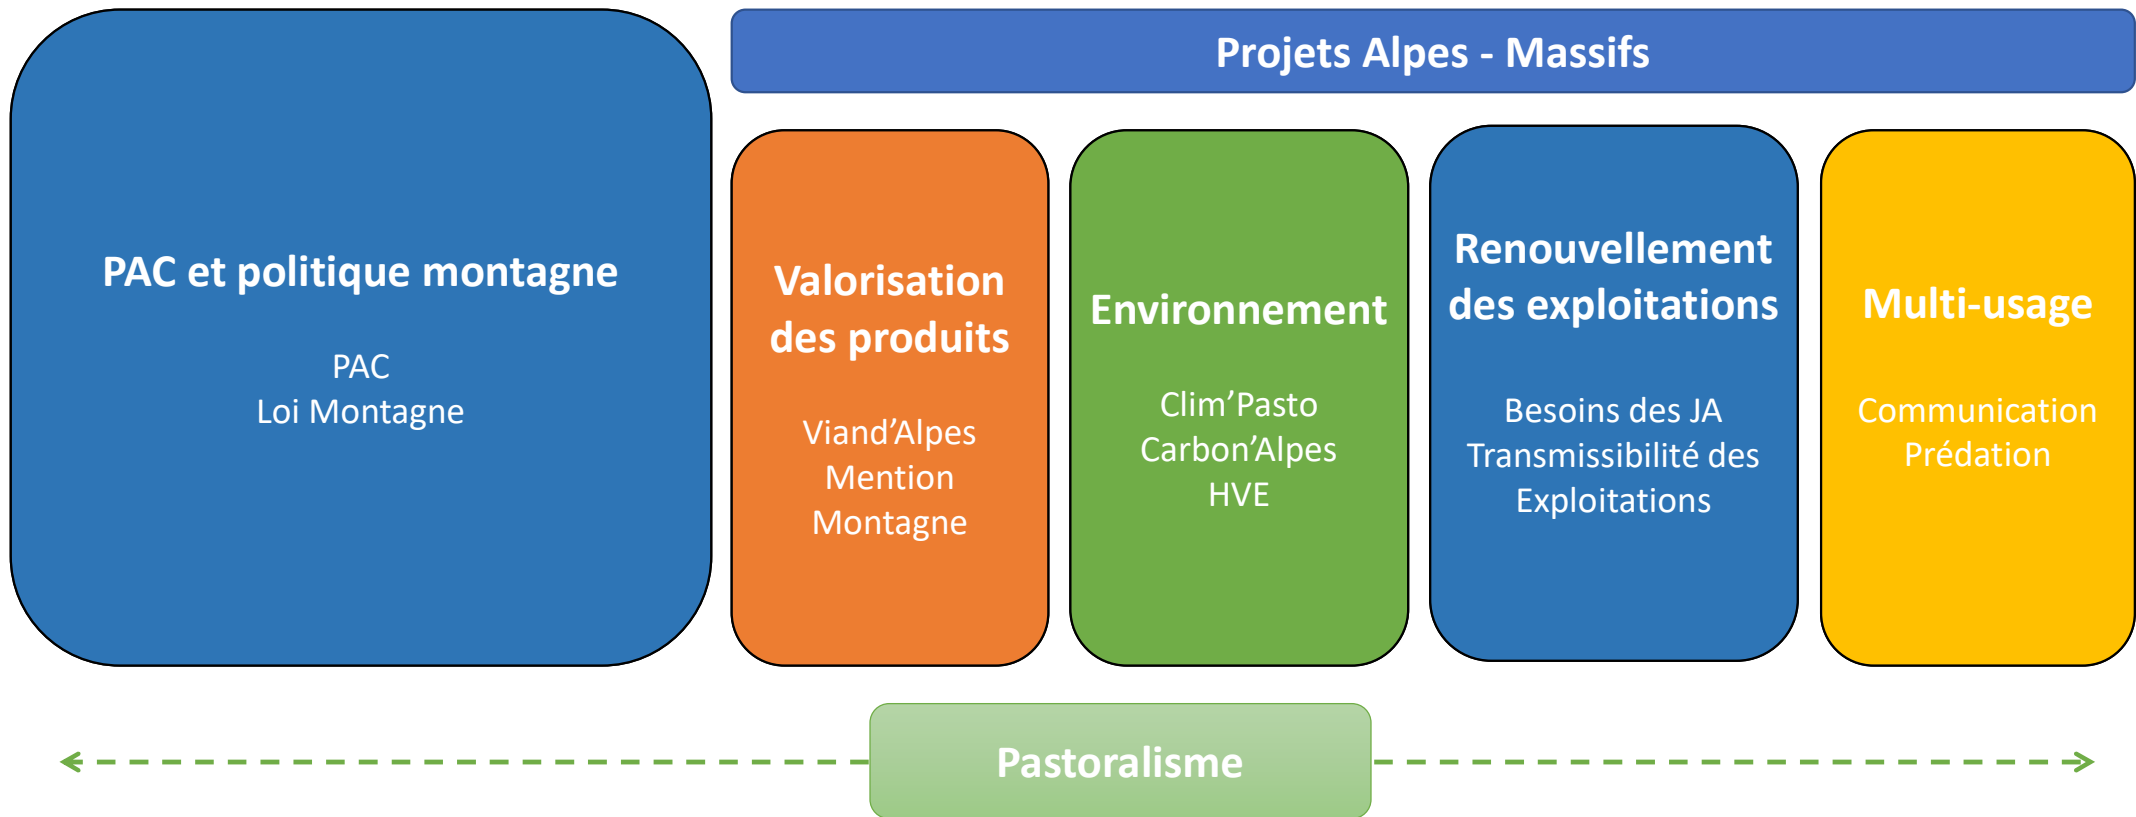 PAC et politique montagne
PAC
Loi Montagne
Projets Alpes - Massifs
Valorisation
des produits
Viand’Alpes
Mention
Montagne
Environnement
Clim’Pasto
Carbon’Alpes
HVE
Renouvellement
des exploitations
Besoins des JA
Transmissibilité des
Exploitations
Multi-usage
Communication
Prédation
Pastoralisme